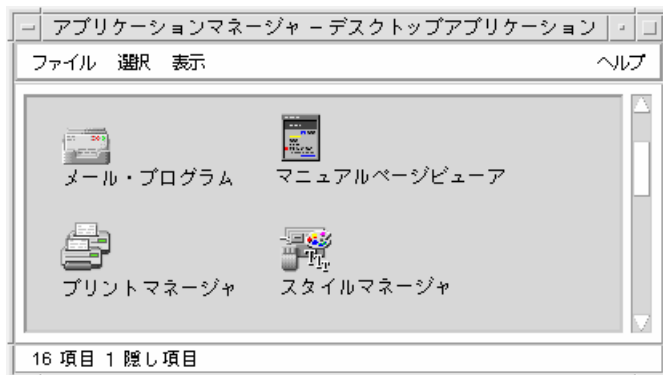 アプリケーションマネージャ – デスクトップアプリケーション
ファイル 選択 表示 ヘルプ
メール・プログラム マニュアルページビューア
プリントマネージャ スタイルマネージャ
16 項目 1 隠し項目